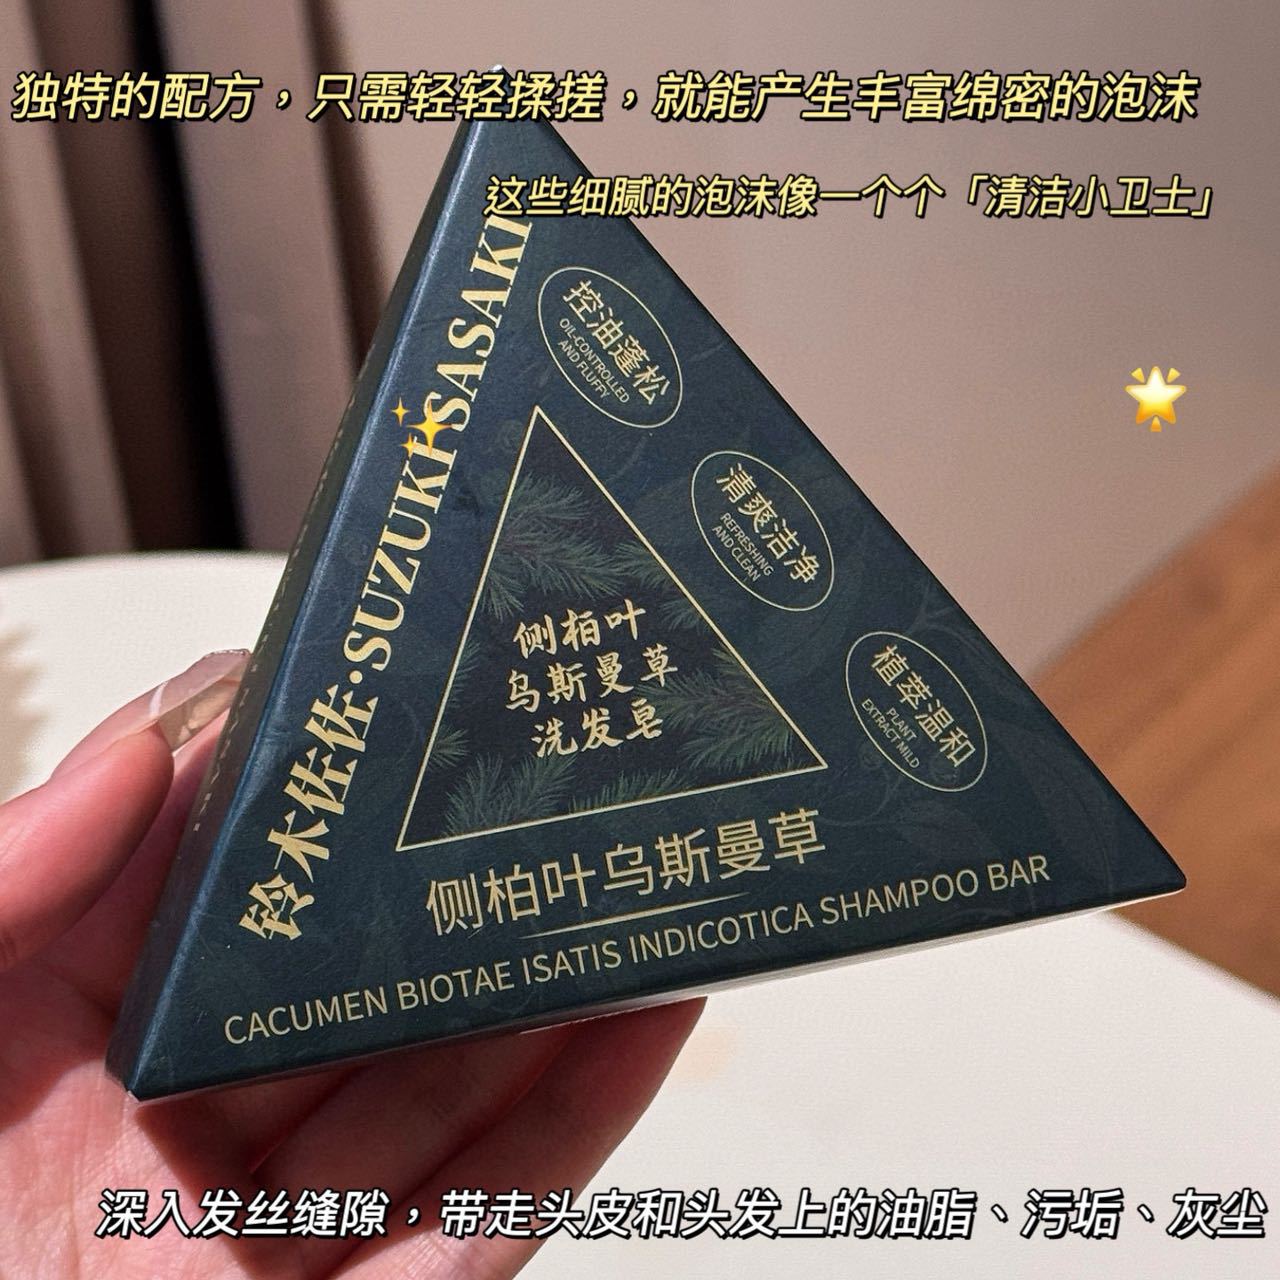 独特的配方，只需轻轻揉搓，就能产生丰富绵密的泡沫
这些细腻的泡沫像一个个「清洁小卫士」
铃木佐佐·SUZUKI SASAKI
控油蓬松
OIL-CONTROLLED
AND FLUFFY
清爽洁净
REFRESHING
AND CLEAN
植萃温和
PLANT
EXTRACT MILD
侧柏叶
乌斯曼草
洗发皂
侧柏叶乌斯曼草
CACUMEN BIOTAE ISATIS INDICOTICA SHAMPOO BAR
深入发丝缝隙，带走头皮和头发上的油脂、污垢、灰尘